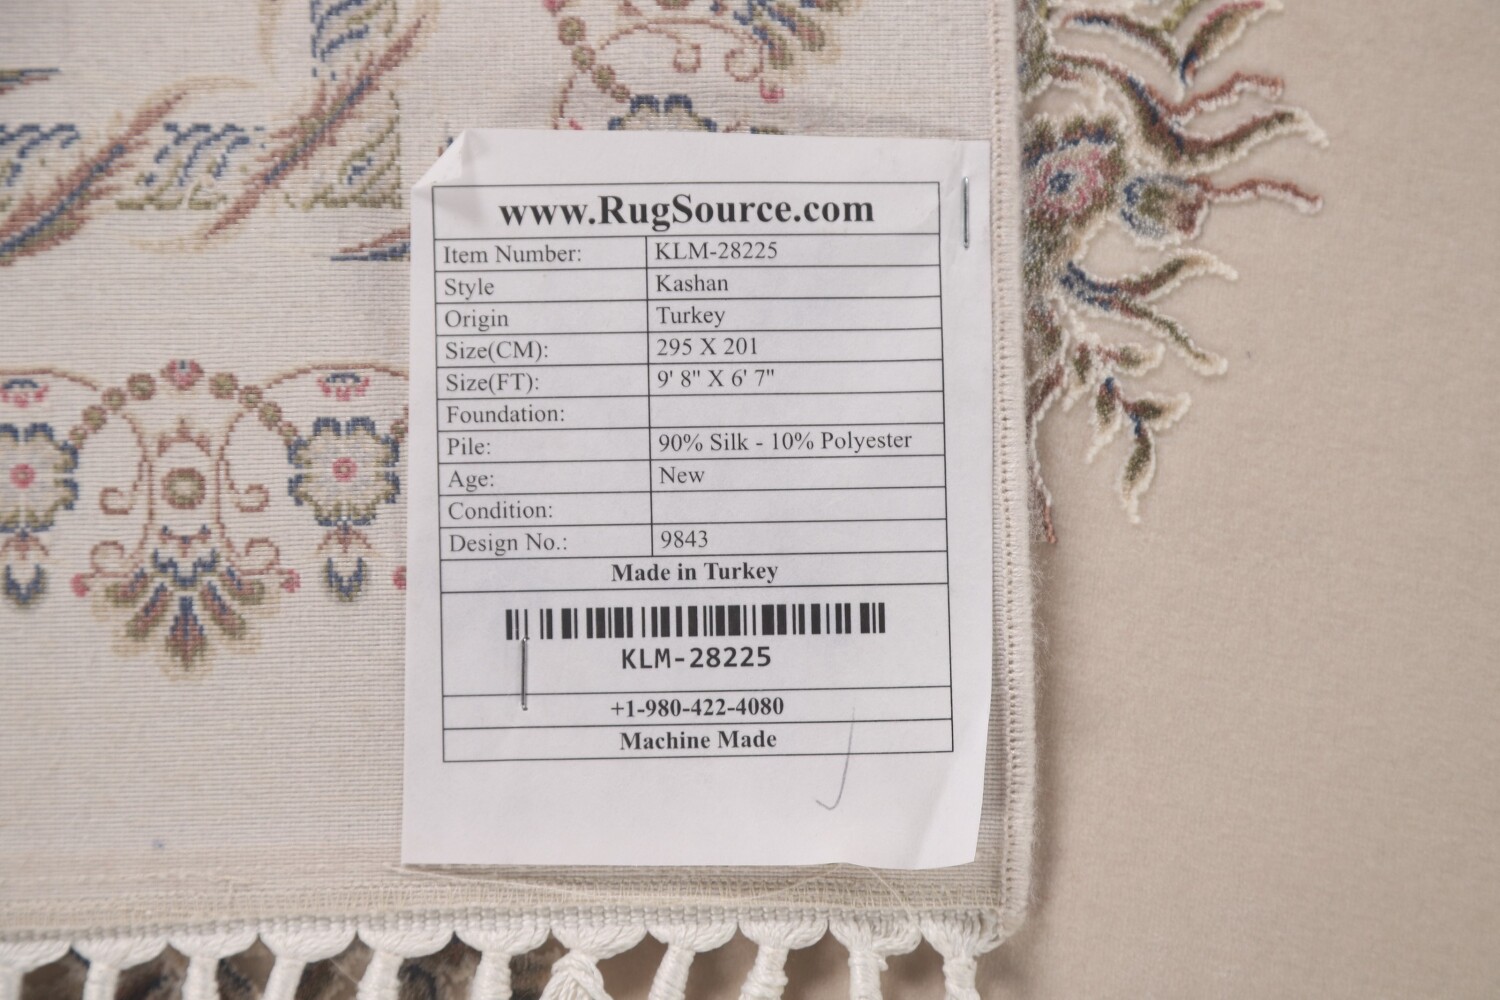 www.RugSource.com
Item Number: KLM-28225
Style Kashan
Origin Turkey
Size(CM): 295 X 201
Size(FT): 9' 8" X 6' 7"
Foundation:
Pile: 90% Silk - 10% Polyester
Age: New
Condition:
Design No.: 9843
Made in Turkey
KLM-28225
+1-980-422-4080
Machine Made